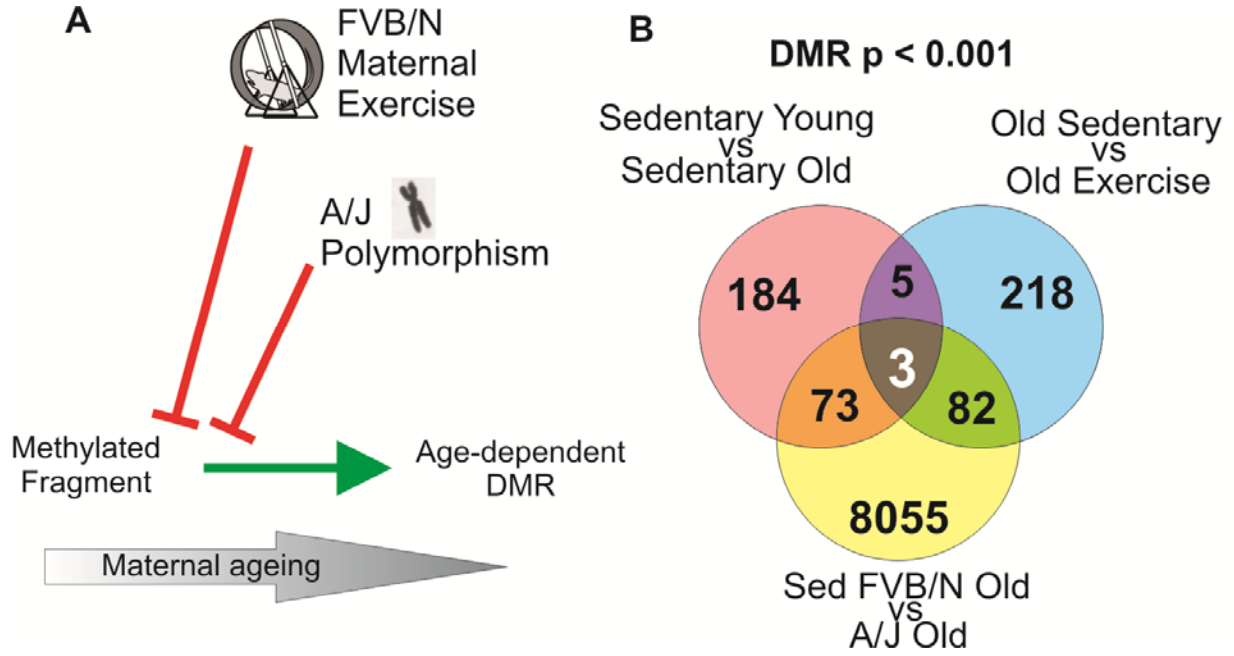 A
FVB/N
Maternal
Exercise
A/J
Polymorphism
Methylated
Fragment
Age-dependent
DMR
Maternal ageing
B
DMR p < 0.001
Sedentary Young
vs
Sedentary Old
Old Sedentary
vs
Old Exercise
184
5
218
3
73
82
8055
Sed FVB/N Old
vs
A/J Old